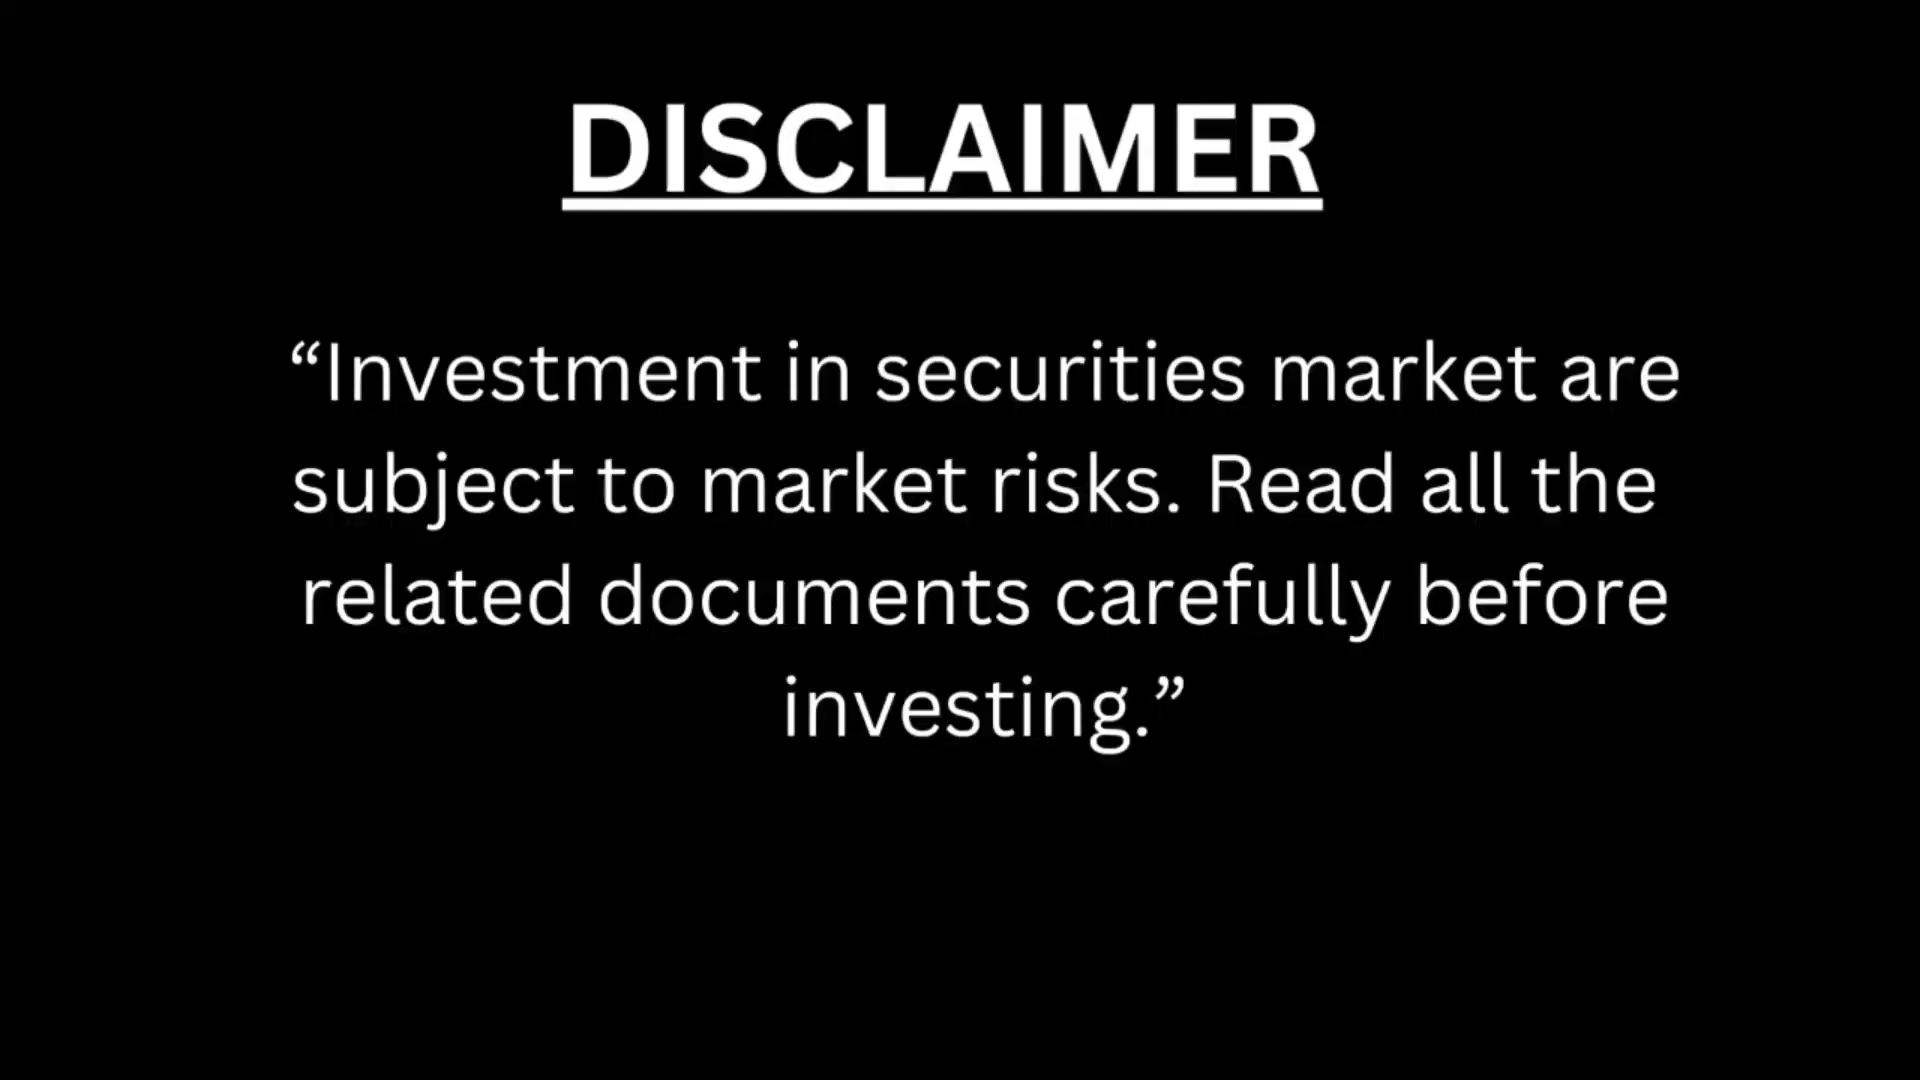 DISCLAIMER
“Investment in securities market are
subject to market risks. Read all the
related documents carefully before
investing.”